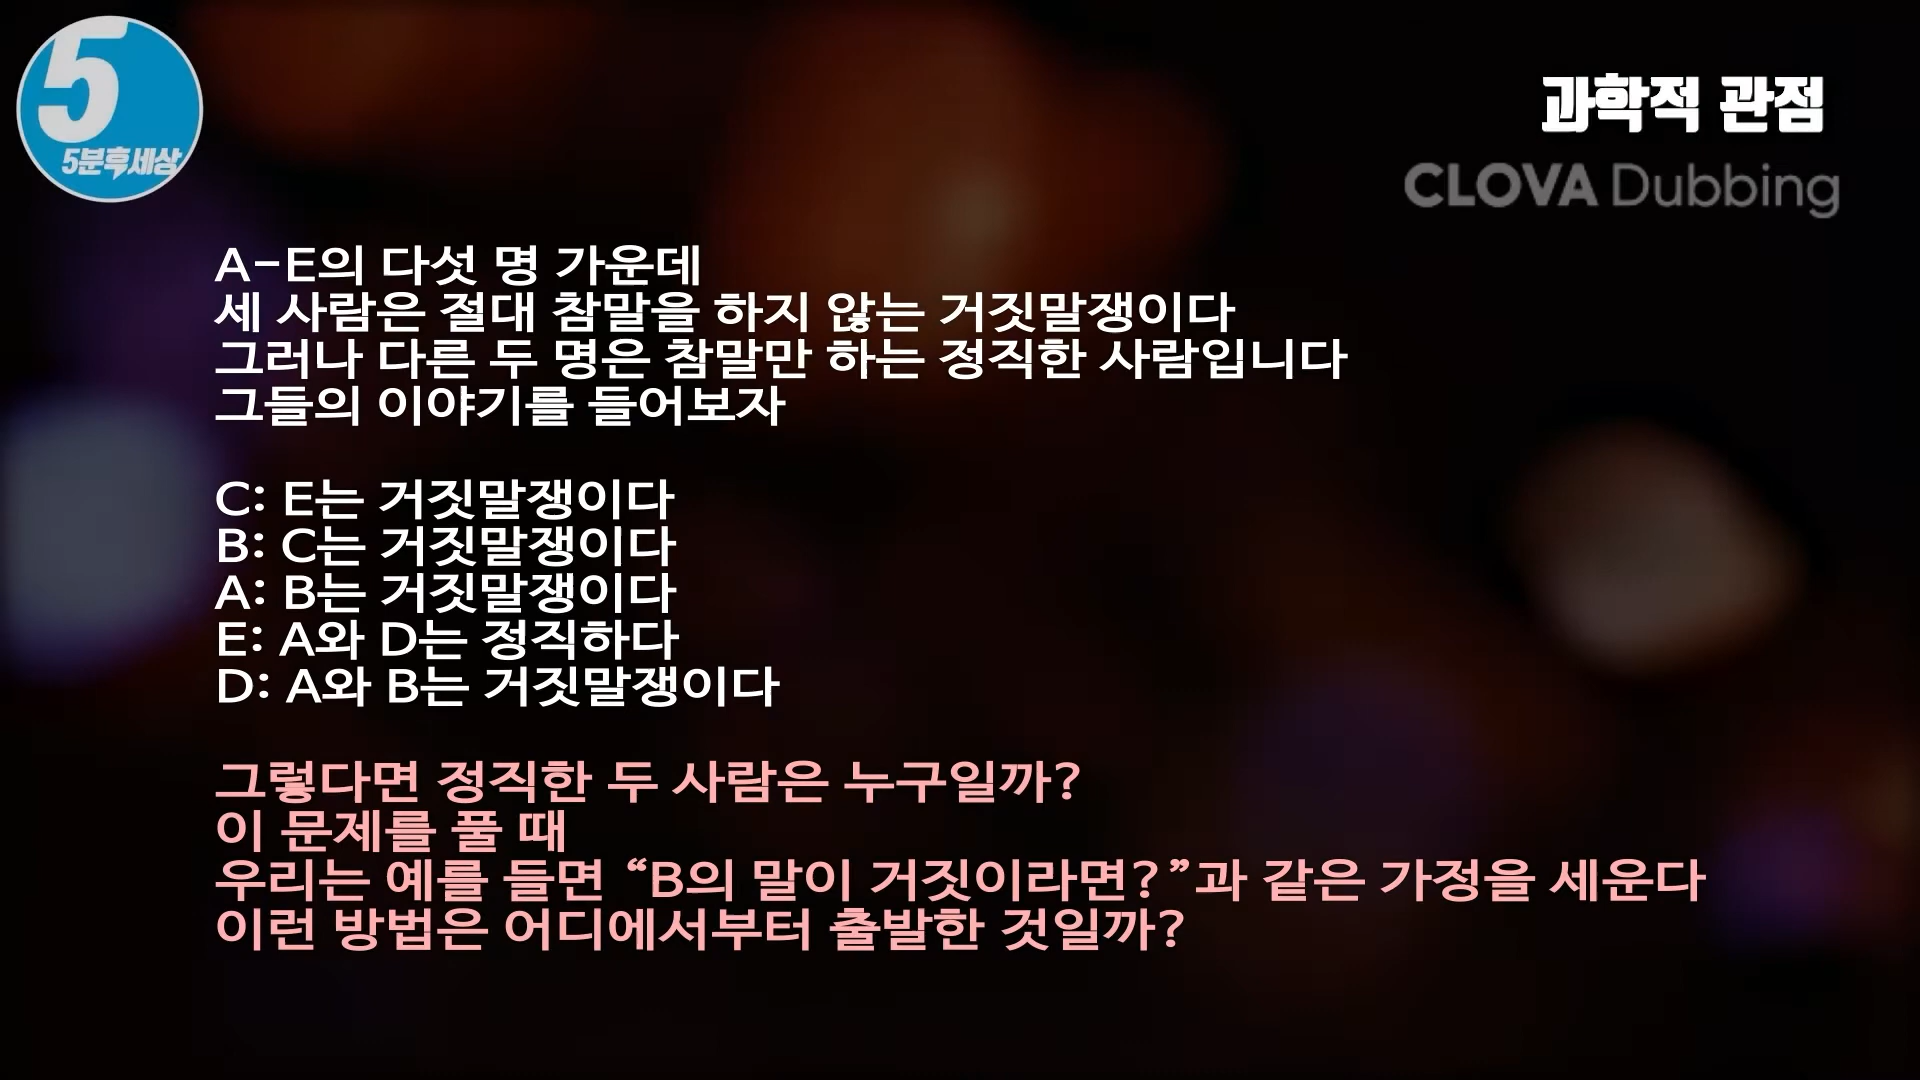 5
5분후세상
과학적 관점
CLOVA Dubbing
A-E의 다섯 명 가운데
세 사람은 절대 참말을 하지 않는 거짓말쟁이다
그러나 다른 두 명은 참말만 하는 정직한 사람입니다
그들의 이야기를 들어보자
C: E는 거짓말쟁이다
B: C는 거짓말쟁이다
A: B는 거짓말쟁이다
E: A와 D는 정직하다
D: A와 B는 거짓말쟁이다
그렇다면 정직한 두 사람은 누구일까?
이 문제를 풀 때
우리는 예를 들면 “B의 말이 거짓이라면?”과 같은 가정을 세운다
이런 방법은 어디에서부터 출발한 것일까?